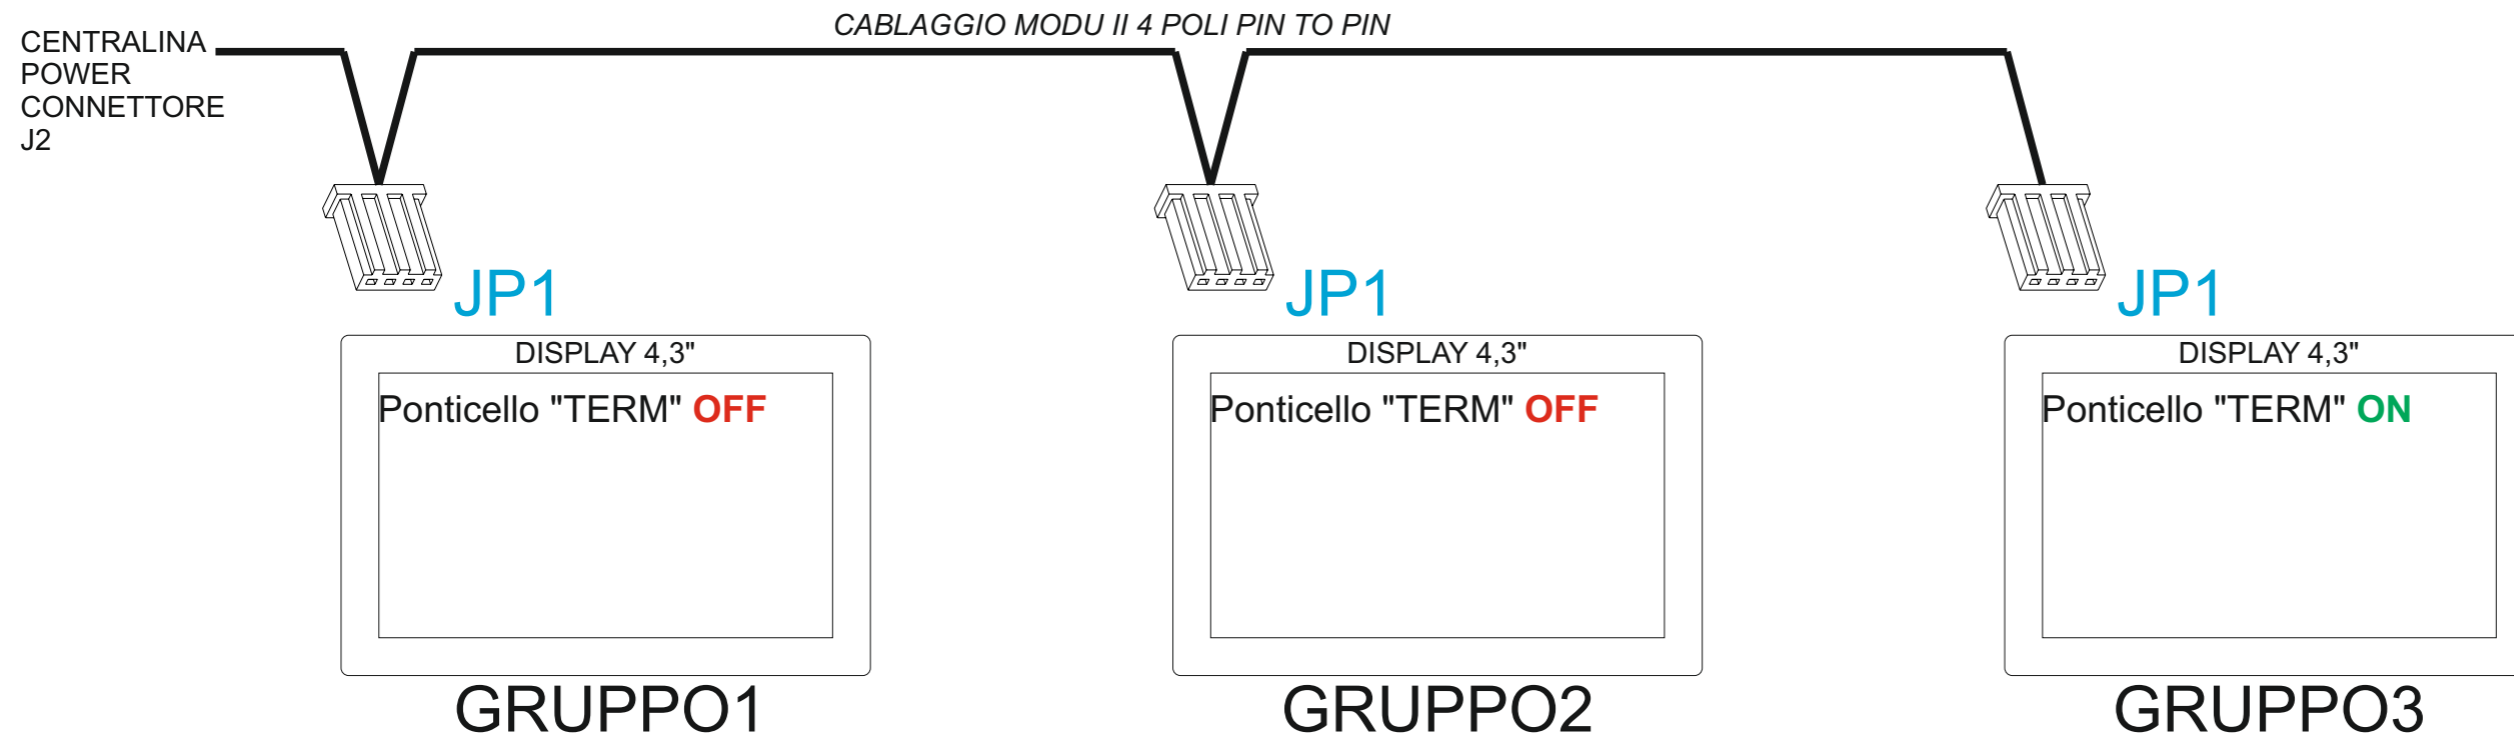 CABLAGGIO MODU II 4 POLI PIN TO PIN
CENTRALINA
POWER
CONNETTORE
J2
JP1
JP1
JP1
DISPLAY 4,3"
Ponticello "TERM" OFF
GRUPPO1
DISPLAY 4,3"
Ponticello "TERM" OFF
GRUPPO2
DISPLAY 4,3"
Ponticello "TERM" ON
GRUPPO3